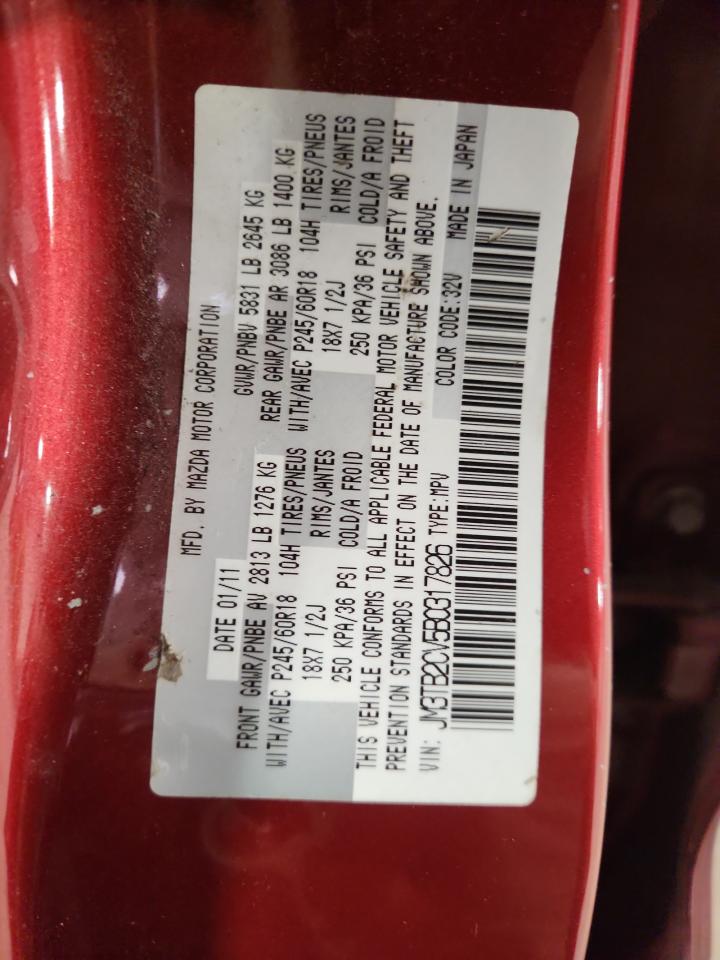 MFD. BY MAZDA MOTOR CORPORATION
DATE 01/11 GVWR/PNBV 5831 LB 2645 KG
FRONT GAWR/PNBE AV 2813 LB 1276 KG REAR GAWR/PNBE AR 3086 LB 1400 KG
WITH/AVEC P245/60R18 104H TIRES/PNEUS WITH/AVEC P245/60R18 104H TIRES/PNEUS
18X7 1/2J RIMS/JANTES 18X7 1/2J RIMS/JANTES
250 KPA/36 PSI COLD/A FROID 250 KPA/36 PSI COLD/A FROID
THIS VEHICLE CONFORMS TO ALL APPLICABLE FEDERAL MOTOR VEHICLE SAFETY AND THEFT
PREVENTION STANDARDS IN EFFECT ON THE DATE OF MANUFACTURE SHOWN ABOVE.
VIN: JM3TB2CV5B0317826 TYPE:MPV COLOR CODE:32V MADE IN JAPAN